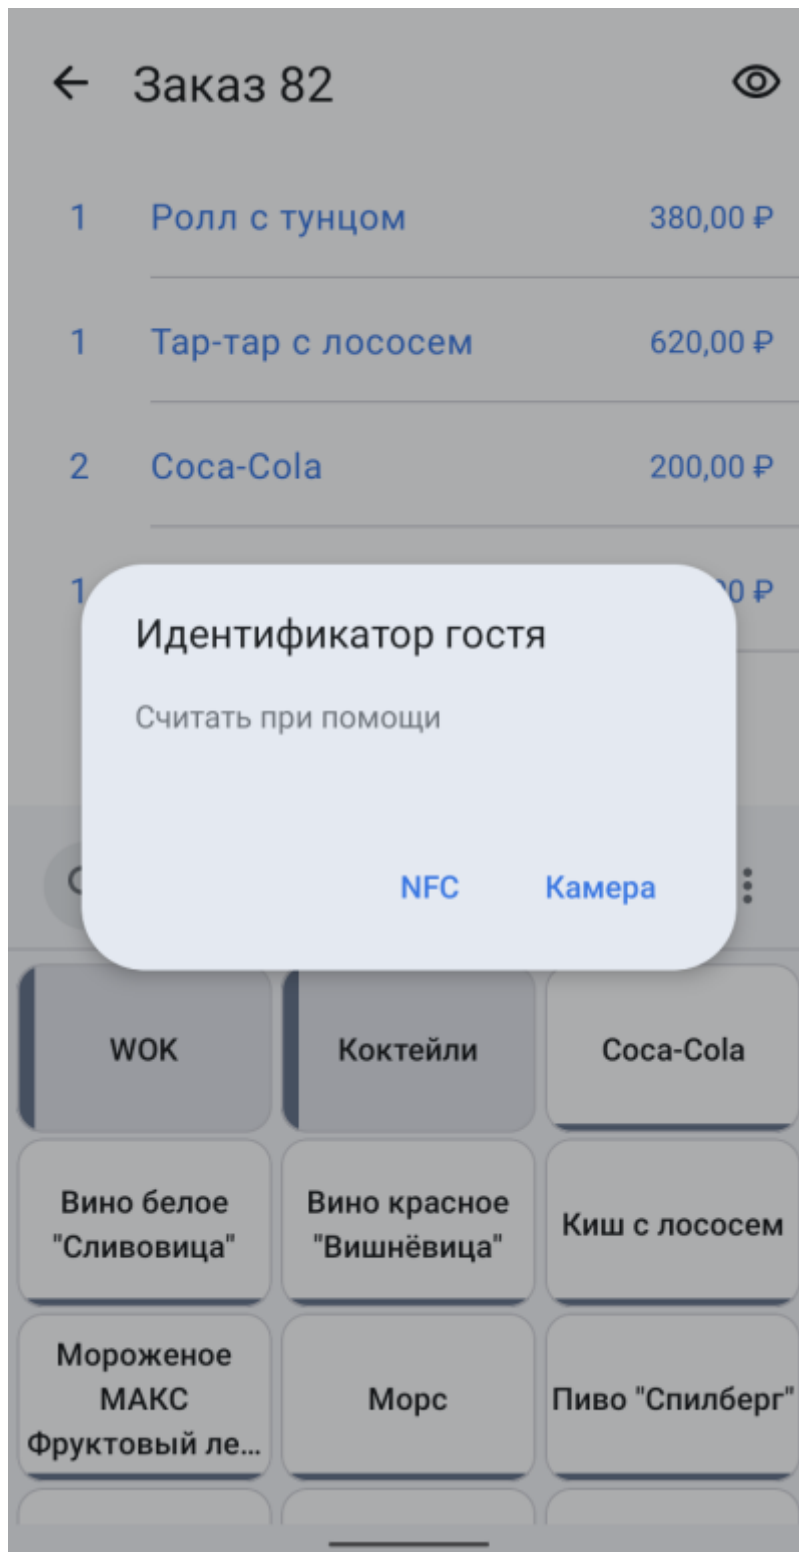 Заказ 82
1 Ролл с тунцом 380,00 ₽
1 Тар-тар с лососем 620,00 ₽
2 Coca-Cola 200,00 ₽
1 0 ₽
Идентификатор гостя
Считать при помощи
NFC Камера
WOK Коктейли Coca-Cola
Вино белое
"Сливовица"
Вино красное
"Вишнёвица"
Киш с лососем
Мороженое
МАКС
Фруктовый ле...
Морс
Пиво "Спилберг"